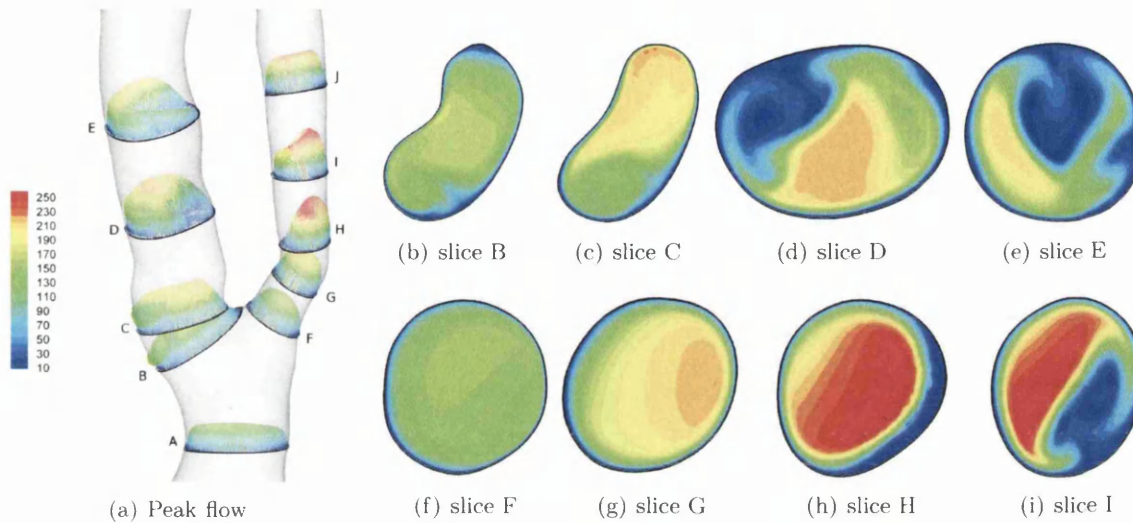 E
D
C
B
A
J
I
H
G
F
250
230
210
190
170
150
130
110
90
70
50
30
10
(a) Peak flow
(b) slice B
(c) slice C
(d) slice D
(e) slice E
(f) slice F
(g) slice G
(h) slice H
(i) slice I